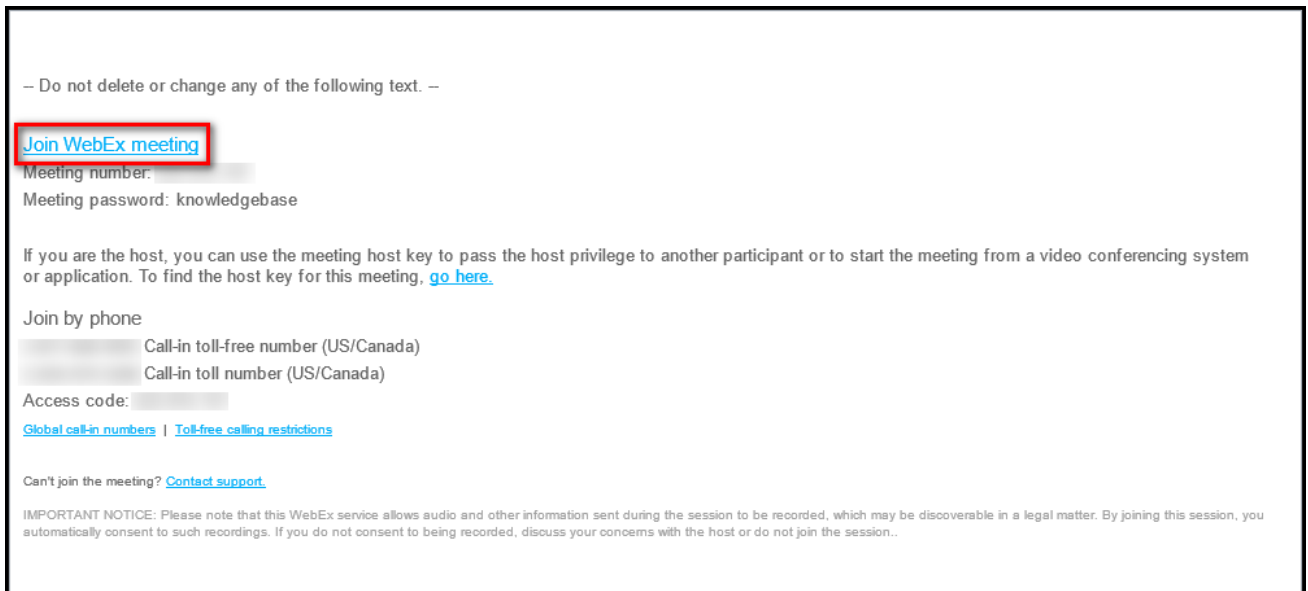 -- Do not delete or change any of the following text. --
Join WebEx meeting
Meeting number:
Meeting password: knowledgebase
If you are the host, you can use the meeting host key to pass the host privilege to another participant or to start the meeting from a video conferencing system
or application. To find the host key for this meeting, go here.
Join by phone
Call-in toll-free number (US/Canada)
Call-in toll number (US/Canada)
Access code:
Global call-in numbers | Toll-free calling restrictions
Can't join the meeting? Contact support.
IMPORTANT NOTICE: Please note that this WebEx service allows audio and other information sent during the session to be recorded, which may be discoverable in a legal matter. By joining this session, you
automatically consent to such recordings. If you do not consent to being recorded, discuss your concerns with the host or do not join the session..